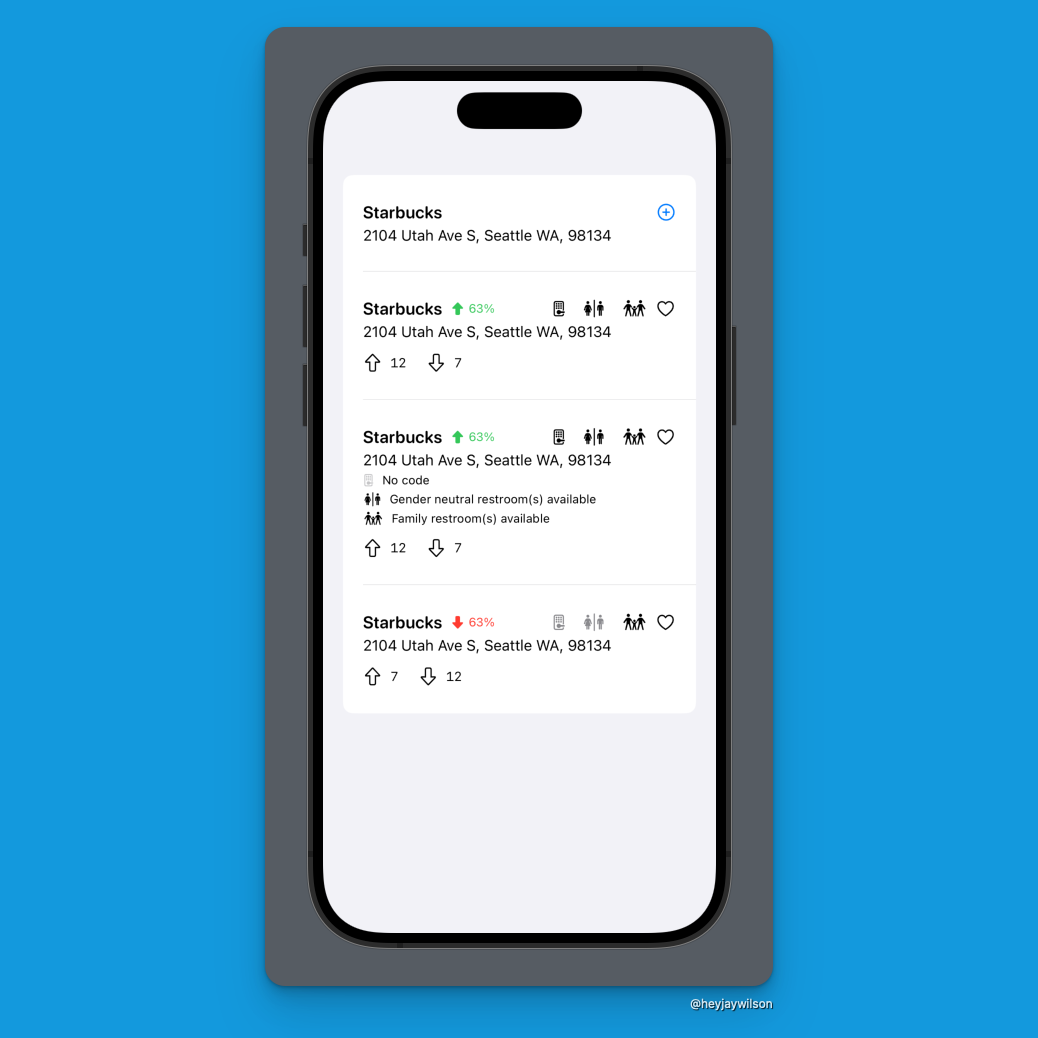 Starbucks
2104 Utah Ave S, Seattle WA, 98134
Starbucks 63%
2104 Utah Ave S, Seattle WA, 98134
12 7
Starbucks 63%
2104 Utah Ave S, Seattle WA, 98134
No code
Gender neutral restroom(s) available
Family restroom(s) available
12 7
Starbucks 63%
2104 Utah Ave S, Seattle WA, 98134
7 12
@heyjaywilson